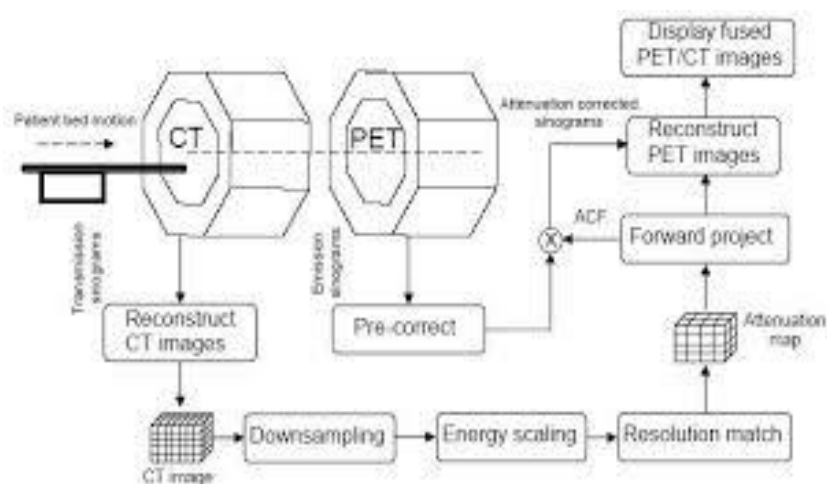 Display fused
PET/CT images
Patient bed motion
CT
PET
Attenuation corrected
sinograms
Reconstruct
PET images
ACF
X
Forward project
Transmission
sinograms
Emission
sinograms
Reconstruct
CT images
Pre-correct
Attenuation
map
Downsampling
Energy scaling
Resolution match
CT image